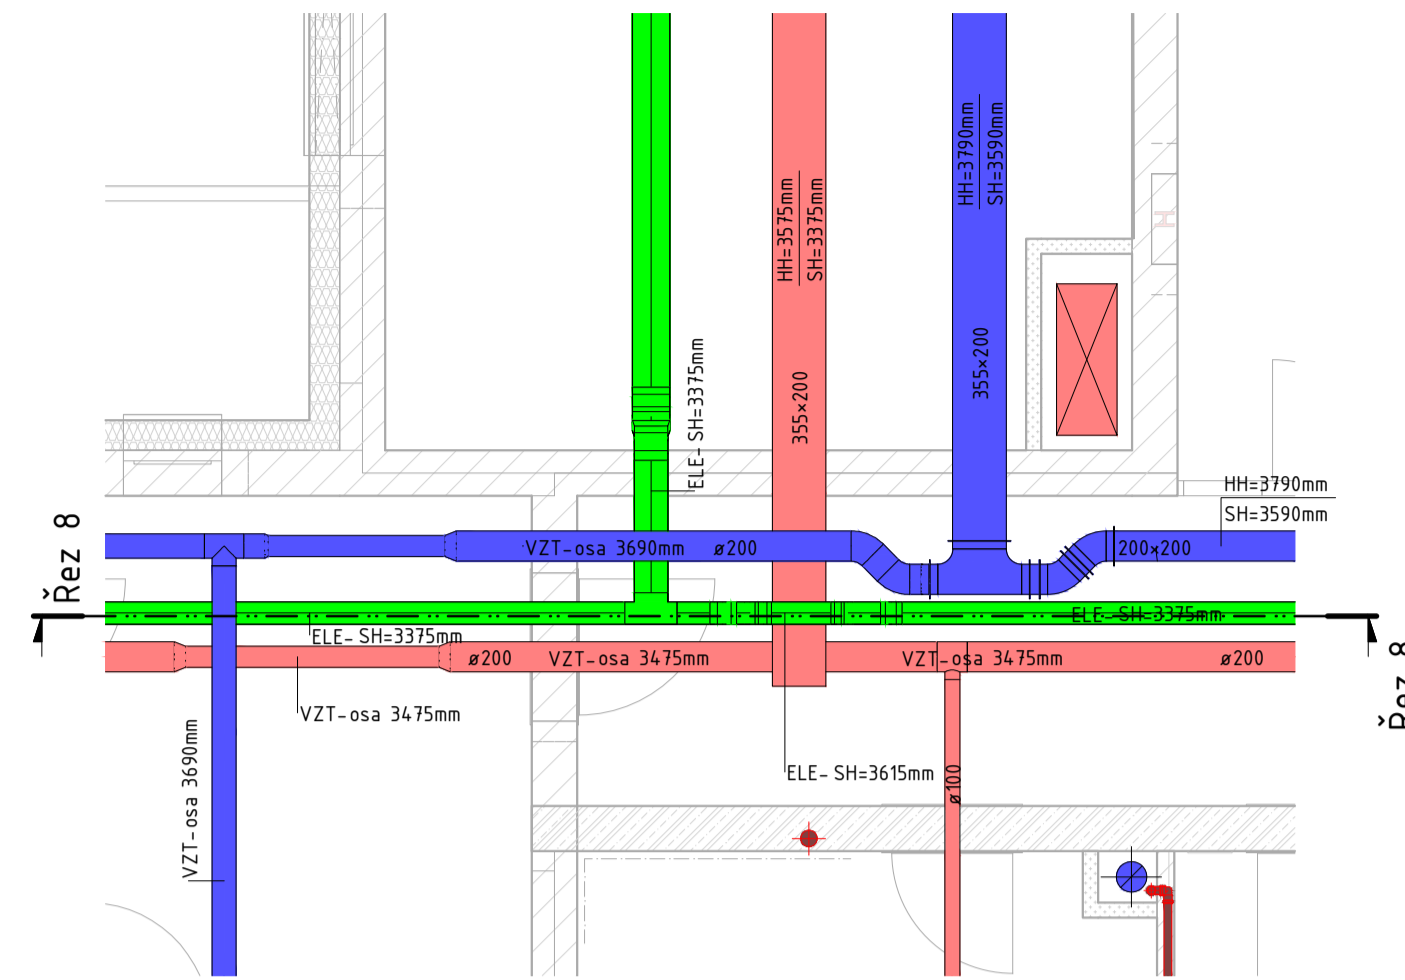 HH=3790mm
SH=3590mm
HH=3575mm
SH=3375mm
H
355×200
355×200
ELE- SH=3375mm
HH=3790mm
SH=3590mm
Řez 8
VZT-osa 3690mm
ø200
200×200
ELE- SH=3375mm
ELE- SH=3375mm
ø200
VZT-osa 3475mm
VZT-osa 3475mm
ø200
Řez 8
VZT-osa 3475mm
VZT-osa 3690mm
ELE- SH=3615mm
ø100